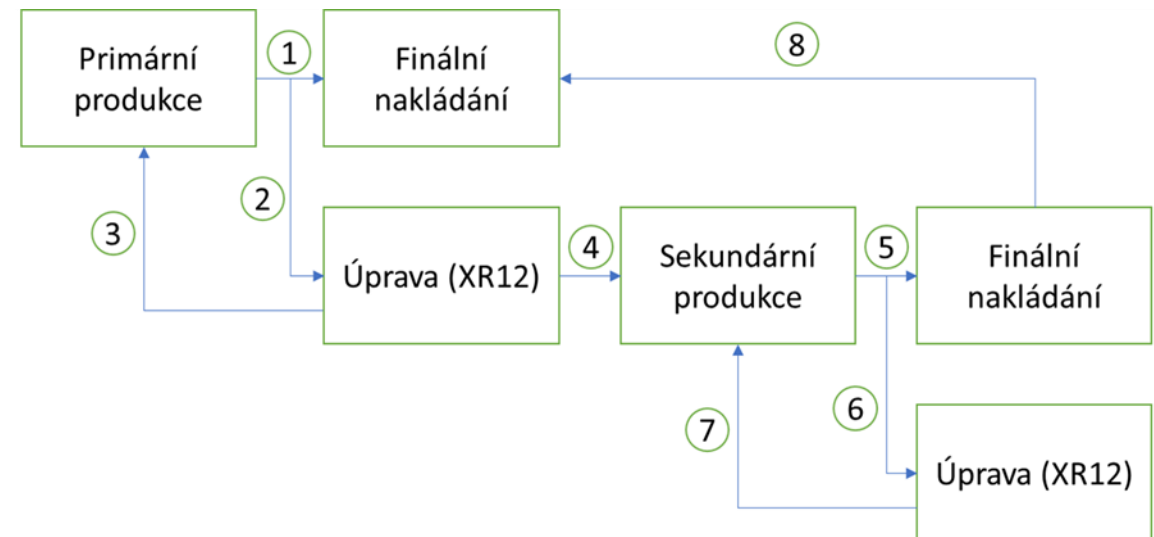 Primární
produkce
1
Finální
nakládání
8
2
3
Úprava (XR12)
4
Sekundární
produkce
5
Finální
nakládání
6
7
Úprava (XR12)